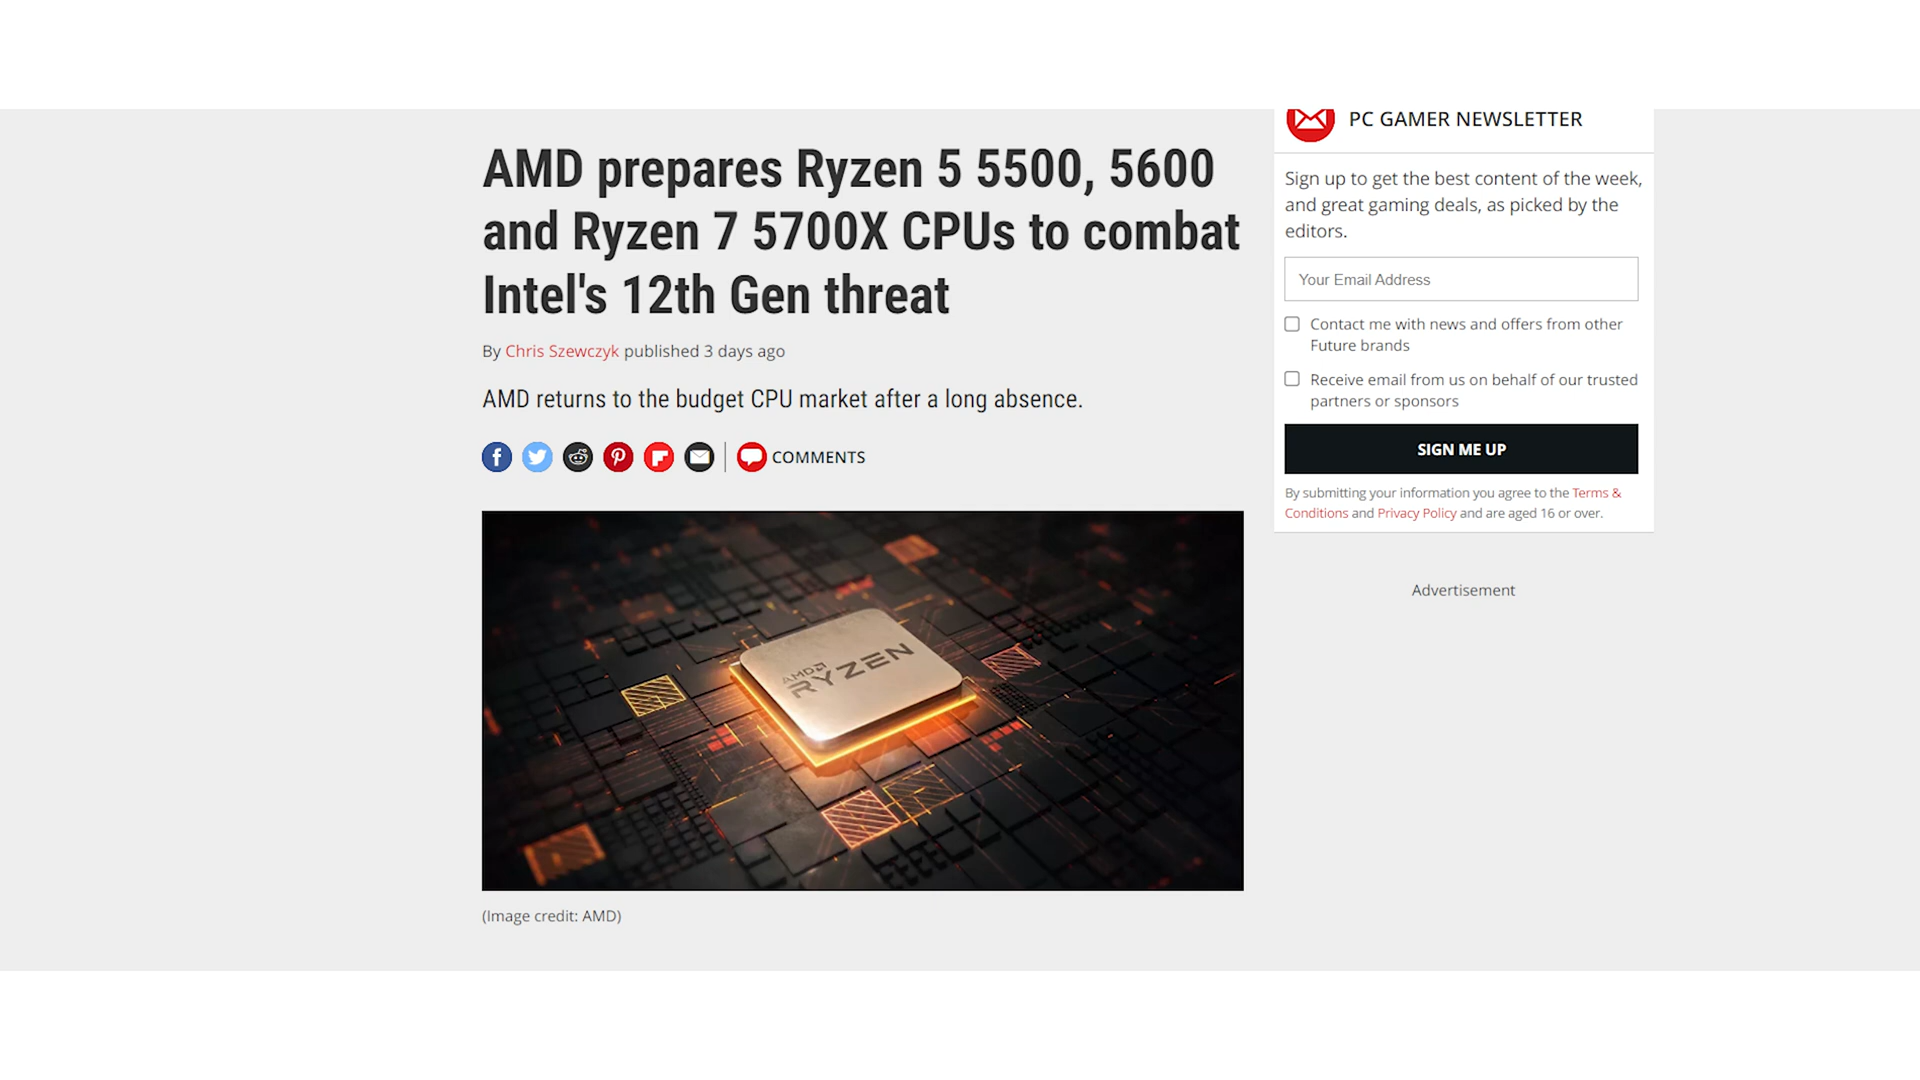 AMD prepares Ryzen 5 5500, 5600
and Ryzen 7 5700X CPUs to combat
Intel's 12th Gen threat
By Chris Szewczyk published 3 days ago
AMD returns to the budget CPU market after a long absence.
COMMENTS
AMD
RYZEN
(Image credit: AMD)
PC GAMER NEWSLETTER
Sign up to get the best content of the week,
and great gaming deals, as picked by the
editors.
Your Email Address
Contact me with news and offers from other
Future brands
Receive email from us on behalf of our trusted
partners or sponsors
SIGN ME UP
By submitting your information you agree to the Terms &
Conditions and Privacy Policy and are aged 16 or over.
Advertisement